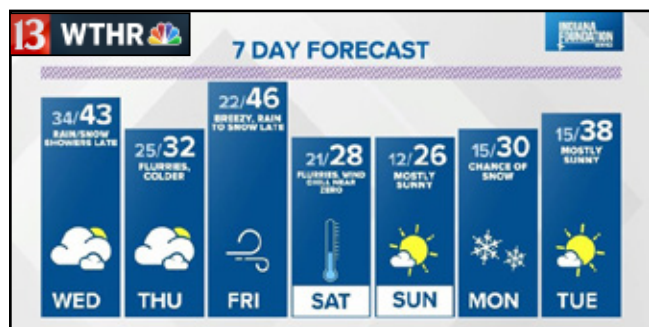 13 WTHR
INDIANA
FOUNDATION
SERVICE
7 DAY FORECAST
34/43
RAIN/SNOW
SHOWERS LATE
WED
25/32
FLURRIES,
COLDER
THU
22/46
BREEZY, RAIN
TO SNOW LATE
FRI
21/28
FLURRIES, WIND
CHILL NEAR
ZERO
SAT
12/26
MOSTLY
SUNNY
SUN
15/30
CHANCE OF
SNOW
MON
15/38
MOSTLY
SUNNY
TUE